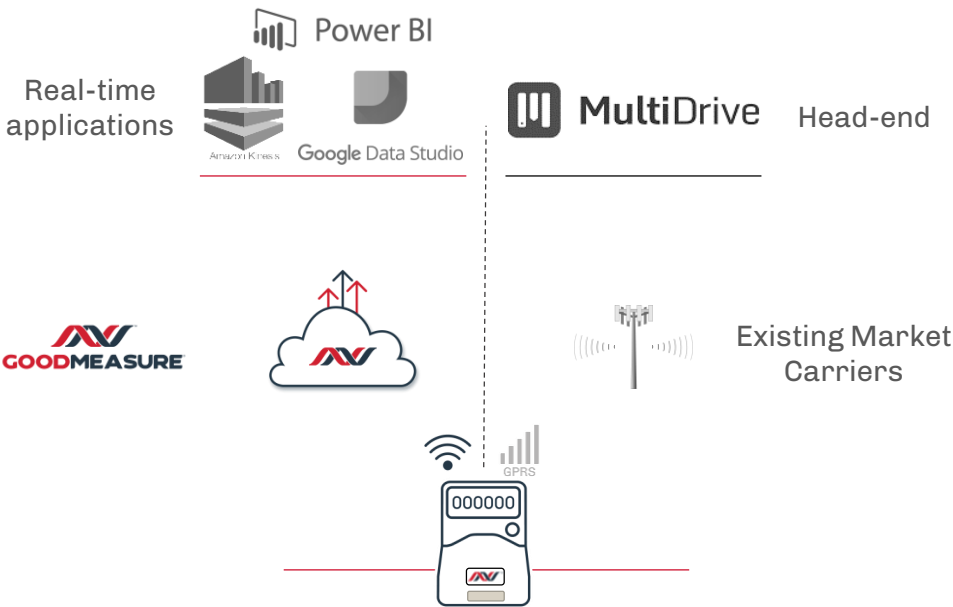 Power BI
Real-time
applications
Amazon Kinesis
Google Data Studio
MultiDrive
Head-end
GOODMEASURE
Existing Market
Carriers
GPRS
000000